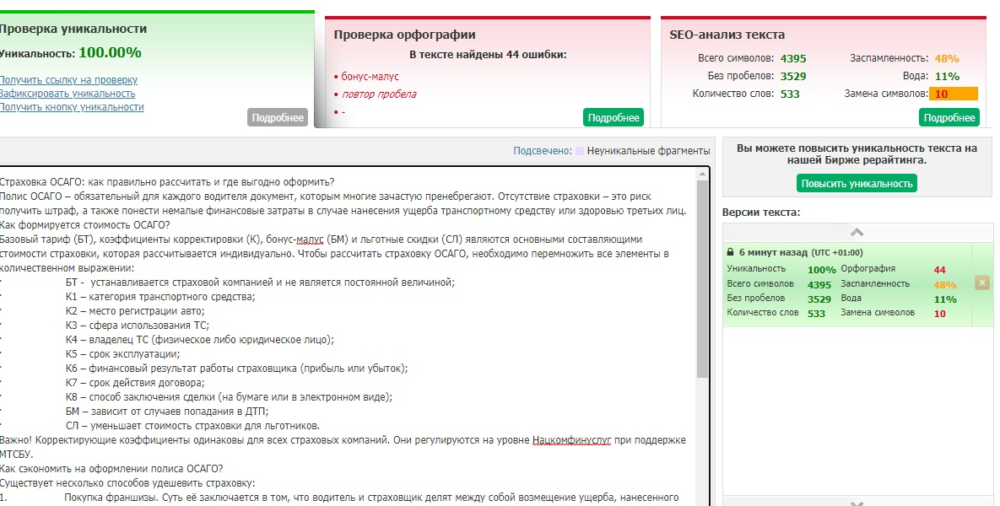 Проверка уникальности
Уникальность: 100.00%
Получить ссылку на проверку
Зафиксировать уникальность
Получить кнопку уникальности
Подробнее
Проверка орфографии
В тексте найдены 44 ошибки:
• бонус-малус
• повтор пробела
• -
Подробнее
SEO-анализ текста
Всего символов: 4395 Заспамленность: 48%
Без пробелов: 3529 Вода: 11%
Количество слов: 533 Замена символов: 10
Подробнее
Подсвечено: Неуникальные фрагменты
Страховка ОСАГО: как правильно рассчитать и где выгодно оформить?
Полис ОСАГО – обязательный для каждого водителя документ, которым многие зачастую пренебрегают. Отсутствие страховки – это риск
получить штраф, а также понести немалые финансовые затраты в случае нанесения ущерба транспортному средству или здоровью третьих лиц.
Как формируется стоимость ОСАГО?
Базовый тариф (БТ), коэффициенты корректировки (К), бонус-малус (БМ) и льготные скидки (СЛ) являются основными составляющими
стоимости страховки, которая рассчитывается индивидуально. Чтобы рассчитать страховку ОСАГО, необходимо перемножить все элементы в
количественном выражении:
· БТ - устанавливается страховой компанией и не является постоянной величиной;
· К1 – категория транспортного средства;
· К2 – место регистрации авто;
· К3 – сфера использования ТС;
· К4 – владелец ТС (физическое либо юридическое лицо);
· К5 – срок эксплуатации;
· К6 – финансовый результат работы страховщика (прибыль или убыток);
· К7 – срок действия договора;
· К8 – способ заключения сделки (на бумаге или в электронном виде);
· БМ – зависит от случаев попадания в ДТП;
· СЛ – уменьшает стоимость страховки для льготников.
Важно! Корректирующие коэффициенты одинаковы для всех страховых компаний. Они регулируются на уровне Нацкомфинуслуг при поддержке
МТСБУ.
Как сэкономить на оформлении полиса ОСАГО?
Существует несколько способов удешевить страховку:
1. Покупка франшизы. Суть её заключается в том, что водитель и страховщик делят между собой возмещение ущерба, нанесенного
Вы можете повысить уникальность текста на
нашей Бирже рерайтинга.
Повысить уникальность
Версии текста:
6 минут назад (UTC +01:00)
Уникальность 100% Орфография 44
Всего символов 4395 Заспамленность 48%
Без пробелов 3529 Вода 11%
Количество слов 533 Замена символов 10